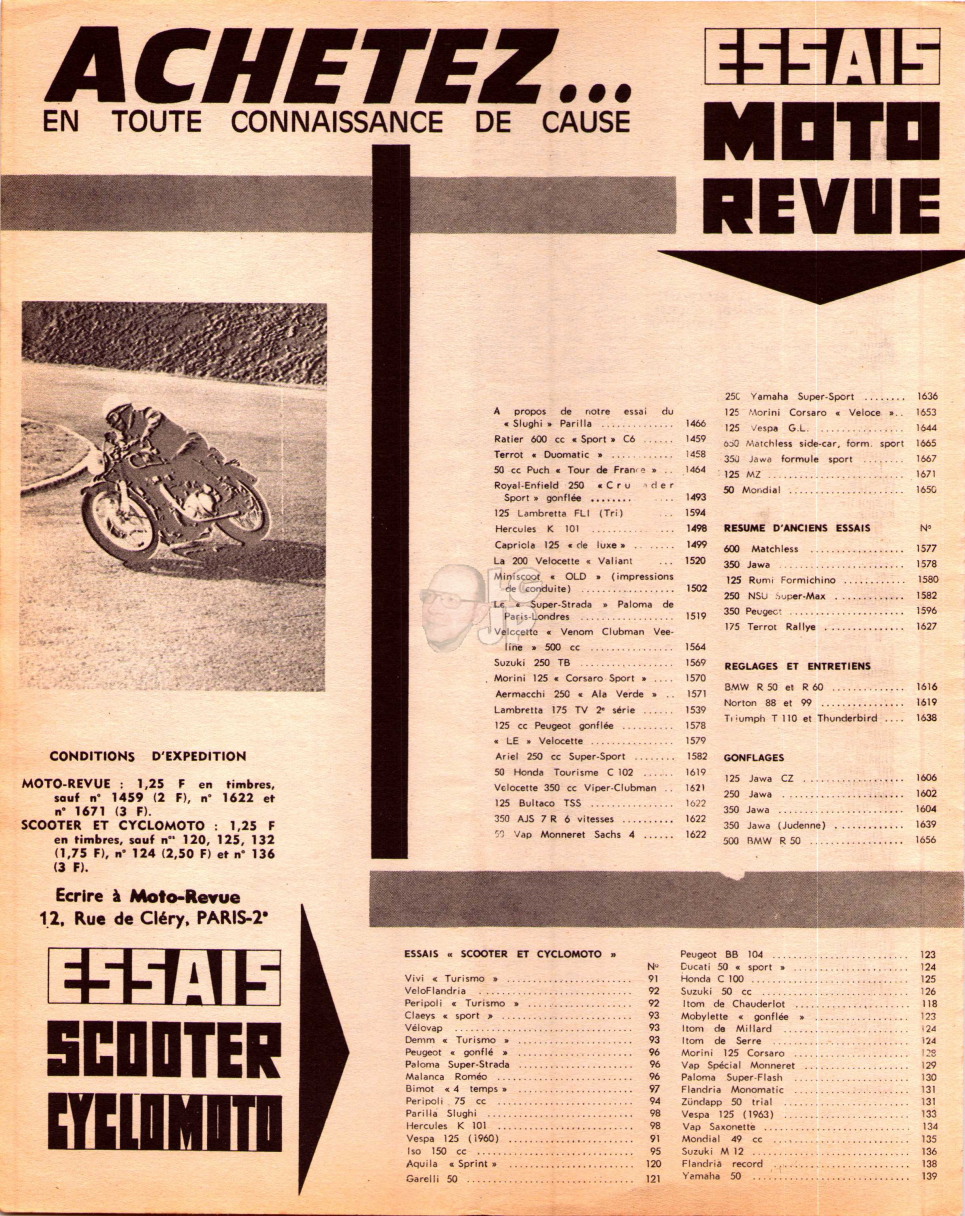 ACHETEZ...
EN TOUTE CONNAISSANCE DE CAUSE
ESSAIS
MOTO
REVUE
A propos de notre essai du
« Slughi » Parilla ............ 1466
Ratier 600 cc « Sport » C6 ...... 1459
Terrot « Duomatic » ............ 1458
50 cc Puch « Tour de France » .. 1464
Royal-Enfield 250 « Cru der
Sport » gonflée ........ ... 1493
125 Lambretta FLI (Tri) ... 1594
Hercules K 101 ............ 1498
Capriola 125 « de luxe » ........ 1499
La 200 Velocette « Valiant ... 1520
Miniscoot « OLD » (impressions
de conduite) .................. 1502
Le « Super-Strada » Paloma de
Paris-Londres ................ 1519
Velocette « Venom Clubman Vee-
line » 500 cc ................ 1564
Suzuki 250 TB ................ 1569
Morini 125 « Corsaro Sport » .... 1570
Aermacchi 250 « Ala Verde » .. 1571
Lambretta 175 TV 2e série ...... 1539
125 cc Peugeot gonflée .......... 1578
« LE » Velocette .............. 1579
Ariel 250 cc Super-Sport ........ 1582
50 Honda Tourisme C 102 ...... 1619
Velocette 350 cc Viper-Clubman .. 1621
125 Bultaco TSS .............. 1622
350 AJS 7 R 6 vitesses ........ 1622
50 Vap Monneret Sachs 4 ...... 1622
250 Yamaha Super-Sport ........ 1636
125 Morini Corsaro « Veloce ».. 1653
125 Vespa G.L. .............. 1644
650 Matchless side-car, form. sport 1665
350 Jawa formule sport ........ 1667
125 MZ .................... 1671
50 Mondial .................. 1650
RESUME D'ANCIENS ESSAIS N°
600 Matchless ................ 1577
350 Jawa .................... 1578
125 Rumi Formichino .......... 1580
250 NSU Super-Max .......... 1582
350 Peugeot ................ 1596
175 Terrot Rallye .............. 1627
REGLAGES ET ENTRETIENS
BMW R 50 et R 60 ............ 1616
Norton 88 et 99 .............. 1619
Triumph T 110 et Thunderbird .... 1638
GONFLAGES
125 Jawa CZ ................ 1606
250 Jawa .................... 1602
350 Jawa .................... 1604
350 Jawa (Judenne) ............ 1639
500 BMW R 50 ................ 1656
CONDITIONS D'EXPEDITION
MOTO-REVUE : 1,25 F en timbres,
sauf n° 1459 (2 F), n° 1622 et
n° 1671 (3 F).
SCOOTER ET CYCLOMOTO : 1,25 F
en timbres, sauf nos 120, 125, 132
(1,75 F), n° 124 (2,50 F) et n° 136
(3 F).
Ecrire à Moto-Revue
12, Rue de Cléry, PARIS-2e
ESSAIS
SCOOTER
CYCLOMOTO
ESSAIS « SCOOTER ET CYCLOMOTO »
No
Vivi « Turismo » .................. 91
VeloFlandria .................. 92
Peripoli « Turismo » .................. 92
Claeys « sport » .................. 93
Vélovap .................. 93
Demm « Turismo » .................. 93
Peugeot « gonflé » .................. 96
Paloma Super-Strada .................. 96
Malanca Roméo .................. 96
Bimot « 4 temps » .................. 97
Peripoli 75 cc .................. 94
Parilla Slughi .................. 98
Hercules K 101 .................. 98
Vespa 125 (1960) .................. 91
Iso 150 cc .................. 95
Aquila « Sprint » .................. 120
Garelli 50 .................. 121
Peugeot BB 104 .................. 123
Ducati 50 « sport » .................. 124
Honda C 100 .................. 125
Suzuki 50 cc .................. 126
Itom de Chauderlot .................. 118
Mobylette « gonflée » .................. 123
Itom de Millard .................. 124
Itom de Serre .................. 124
Morini 125 Corsaro .................. 128
Vap Spécial Monneret .................. 129
Paloma Super-Flash .................. 130
Flandria Monomatic .................. 131
Zündapp 50 trial .................. 131
Vespa 125 (1963) .................. 133
Vap Saxonette .................. 134
Mondial 49 cc .................. 135
Suzuki M 12 .................. 136
Flandria record .................. 138
Yamaha 50 .................. 139